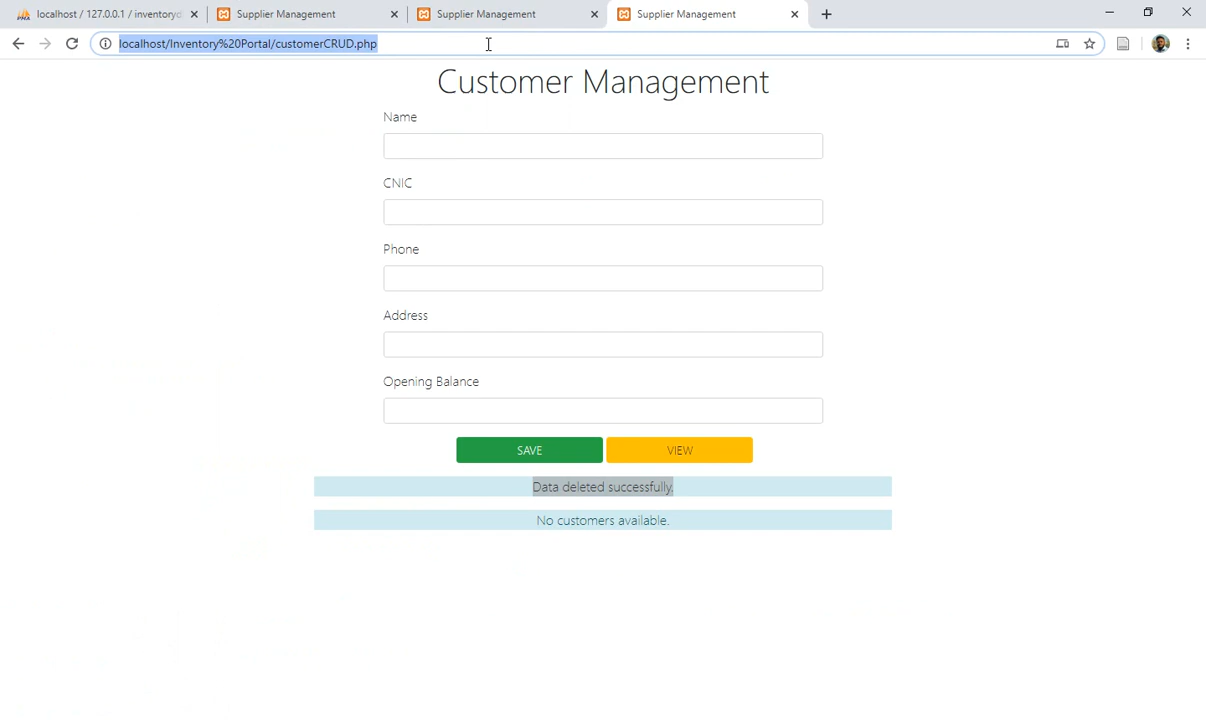 localhost / 127.0.0.1 / inventoryd
Supplier Management
Supplier Management
Supplier Management
localhost/Inventory%20Portal/customerCRUD.php
Customer Management
Name
CNIC
Phone
Address
Opening Balance
SAVE
VIEW
Data deleted successfully.
No customers available.